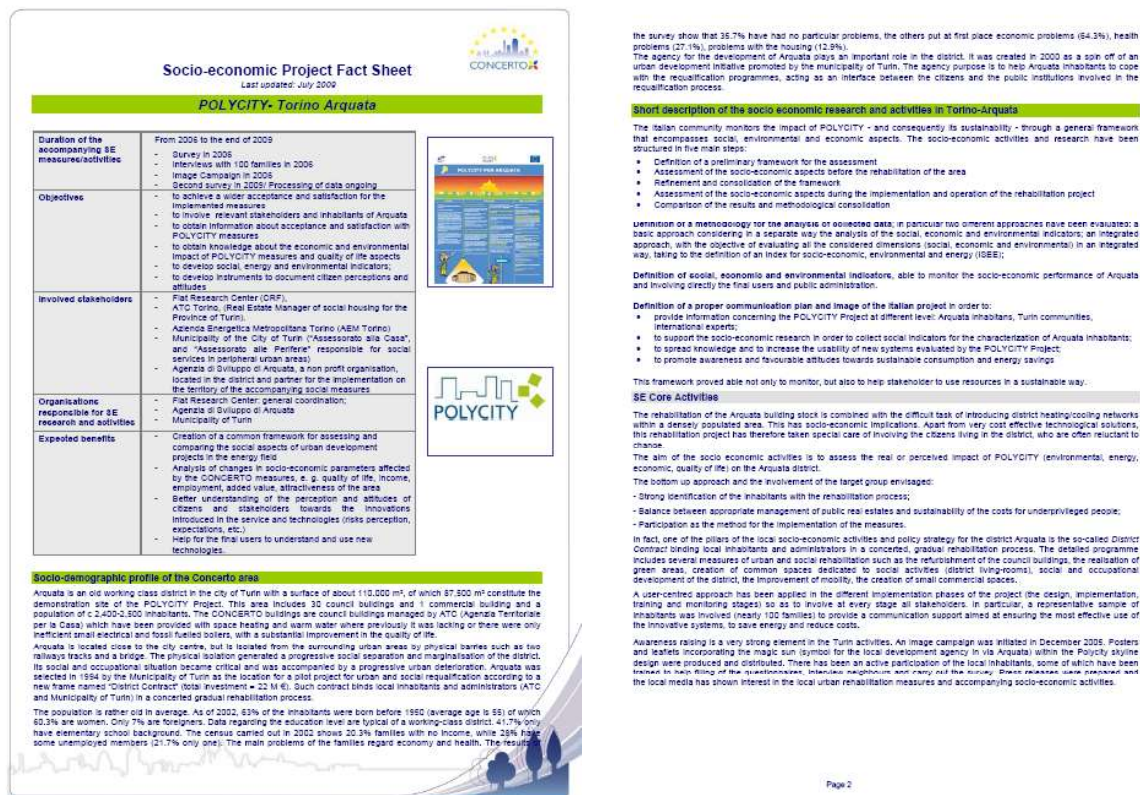 CONCERTO
Socio-economic Project Fact Sheet
Last updated: July 2009
POLYCITY- Torino Arquata
Duration of the
accompanying SE
measures/activities
From 2006 to the end of 2009
- Survey in 2006
- Interviews with 100 families in 2006
- Image Campaign in 2006
- Second survey in 2009/ Processing of data ongoing
Objectives
- to achieve a wider acceptance and satisfaction for the
implemented measures
- to involve relevant stakeholders and inhabitants of Arquata
- to obtain information about acceptance and satisfaction with
POLYCITY measures
- to obtain knowledge about the economic and environmental
impact of POLYCITY measures and quality of life aspects
- to develop social, energy and environmental indicators;
- to develop instruments to document citizen perceptions and
attitudes
Involved stakeholders
- Fiat Research Center (CRF),
- ATC Torino, (Real Estate Manager of social housing for the
Province of Turin).
- Azienda Energetica Metropolitana Torino (AEM Torino)
- Municipality of the City of Turin ("Assessorato alla Casa",
and "Assessorato alle Periferie" responsible for social
services in peripheral urban areas)
- Agenzia di Sviluppo di Arquata, a non profit organisation,
located in the district and partner for the implementation on
the territory of the accompanying social measures
Organisations
responsible for SE
research and activities
- Fiat Research Center: general coordination;
- Agenzia di Sviluppo di Arquata
- Municipality of Turin
Expected benefits
- Creation of a common framework for assessing and
comparing the social aspects of urban development
projects in the energy field
- Analysis of changes in socio-economic parameters affected
by the CONCERTO measures, e. g. quality of life, income,
employment, added value, attractiveness of the area
- Better understanding of the perception and attitudes of
citizens and stakeholders towards the innovations
introduced in the service and technologies (risks perception,
expectations, etc.)
- Help for the final users to understand and use new
technologies.
POLYCITY PER ARQUATA
POLYCITY
Socio-demographic profile of the Concerto area
Arquata is an old working class district in the city of Turin with a surface of about 110.000 m², of which 87.500 m² constitute the
demonstration site of the POLYCITY Project. This area includes 30 council buildings and 1 commercial building and a
population of c 2.400-2.500 inhabitants. The CONCERTO buildings are council buildings managed by ATC (Agenzia Territoriale
per la Casa) which have been provided with space heating and warm water where previously it was lacking or there were only
inefficient small electrical and fossil fuelled boilers, with a substantial improvement in the quality of life.
Arquata is located close to the city centre, but is isolated from the surrounding urban areas by physical barries such as two
railways tracks and a bridge. The physical isolation generated a progressive social separation and marginalisation of the district.
Its social and occupational situation became critical and was accompanied by a progressive urban deterioration. Arquata was
selected in 1994 by the Municipality of Turin as the location for a pilot project for urban and social requalification according to a
new frame named "District Contract" (total investment = 22 M €). Such contract binds local inhabitants and administrators (ATC
and Municipality of Turin) in a concerted gradual rehabilitation process.
The population is rather old in average. As of 2002, 63% of the inhabitants were born before 1950 (average age is 55) of which
60.3% are women. Only 7% are foreigners. Data regarding the education level are typical of a working-class district. 41.7% only
have elementary school background. The census carried out in 2002 shows 20.3% families with no income, while 28% have
some unemployed members (21.7% only one). The main problems of the families regard economy and health. The results of
the survey show that 35.7% have had no particular problems, the others put at first place economic problems (64.3%), health
problems (27.1%), problems with the housing (12.9%).
The agency for the development of Arquata plays an important role in the district. It was created in 2000 as a spin off of an
urban development initiative promoted by the municipality of Turin. The agency purpose is to help Arquata inhabitants to cope
with the requalification programmes, acting as an interface between the citizens and the public institutions involved in the
requalification process.
Short description of the socio economic research and activities in Torino-Arquata
The Italian community monitors the impact of POLYCITY - and consequently its sustainability - through a general framework
that encompasses social, environmental and economic aspects. The socio-economic activities and research have been
structured in five main steps:
• Definition of a preliminary framework for the assessment
• Assessment of the socio-economic aspects before the rehabilitation of the area
• Refinement and consolidation of the framework
• Assessment of the socio-economic aspects during the implementation and operation of the rehabilitation project
• Comparison of the results and methodological consolidation
Definition of a methodology for the analysis of collected data; in particular two different approaches have been evaluated: a
basic approach considering in a separate way the analysis of the social, economic and environmental indicators; an integrated
approach, with the objective of evaluating all the considered dimensions (social, economic and environmental) in an integrated
way, taking to the definition of an index for socio-economic, environmental and energy (ISEE);
Definition of social, economic and environmental indicators, able to monitor the socio-economic performance of Arquata
and involving directly the final users and public administration.
Definition of a proper communication plan and image of the Italian project in order to:
• provide information concerning the POLYCITY Project at different level: Arquata inhabitans, Turin communities,
international experts;
• to support the socio-economic research in order to collect social indicators for the characterization of Arquata inhabitants;
• to spread knowledge and to increase the usability of new systems evaluated by the POLYCITY Project;
• to promote awareness and favourable attitudes towards sustainable consumption and energy savings
This framework proved able not only to monitor, but also to help stakeholder to use resources in a sustainable way.
SE Core Activities
The rehabilitation of the Arquata building stock is combined with the difficult task of introducing district heating/cooling networks
within a densely populated area. This has socio-economic implications. Apart from very cost effective technological solutions,
this rehabilitation project has therefore taken special care of involving the citizens living in the district, who are often reluctant to
change.
The aim of the socio economic activities is to assess the real or perceived impact of POLYCITY (environmental, energy,
economic, quality of life) on the Arquata district.
The bottom up approach and the involvement of the target group envisaged:
- Strong identification of the inhabitants with the rehabilitation process;
- Balance between appropriate management of public real estates and sustainability of the costs for underprivileged people;
- Participation as the method for the implementation of the measures.
In fact, one of the pillars of the local socio-economic activities and policy strategy for the district Arquata is the so-called District
Contract binding local inhabitants and administrators in a concerted, gradual rehabilitation process. The detailed programme
includes several measures of urban and social rehabilitation such as the refurbishment of the council buildings, the realisation of
green areas, creation of common spaces dedicated to social activities (district living-rooms), social and occupational
development of the district, the improvement of mobility, the creation of small commercial spaces.
A user-centred approach has been applied in the different implementation phases of the project (the design, implementation,
training and monitoring stages) so as to involve at every stage all stakeholders. In particular, a representative sample of
inhabitants was involved (nearly 100 families) to provide a communication support aimed at ensuring the most effective use of
the innovative systems, to save energy and reduce costs.
Awareness raising is a very strong element in the Turin activities. An image campaign was initiated in December 2005. Posters
and leaflets incorporating the magic sun (symbol for the local development agency in via Arquata) within the Polycity skyline
design were produced and distributed. There has been an active participation of the local inhabitants, some of which have been
trained to help filling of the questionnaires, interview neighbours and carry out the survey. Press releases were prepared and
the local media has shown interest in the local urban rehabilitation measures and accompanying socio-economic activities.
Page 2